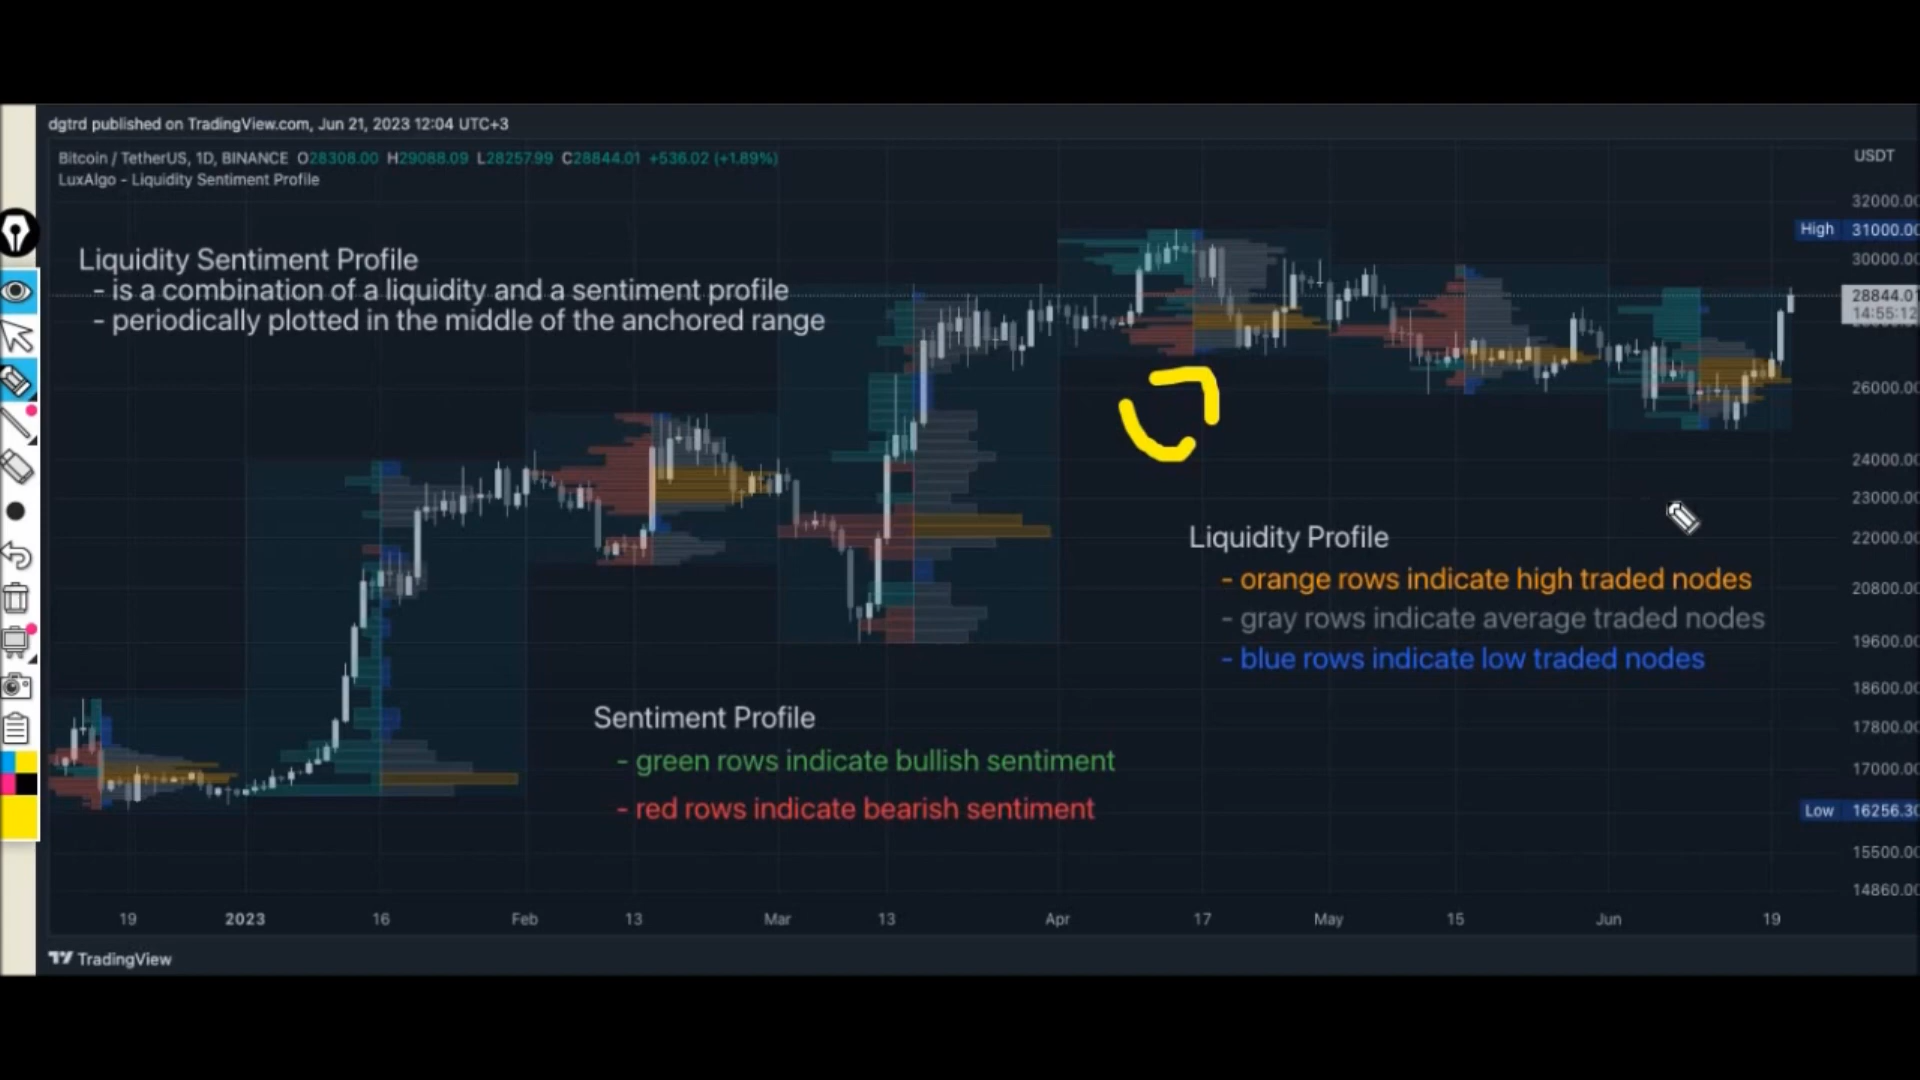 dgtrd published on TradingView.com, Jun 21, 2023 12:04 UTC+3
Bitcoin / TetherUS, 1D, BINANCE O28308.00 H29088.09 L28257.99 C28844.01 +536.02 (+1.89%)
LuxAlgo - Liquidity Sentiment Profile
USDT
32000.00
High 31000.00
30000.00
28844.01
14:55:12
26000.00
24000.00
23000.00
22000.00
20800.00
19600.00
18600.00
17800.00
17000.00
Low 16256.30
15500.00
14860.00
Liquidity Sentiment Profile
- is a combination of a liquidity and a sentiment profile
- periodically plotted in the middle of the anchored range
Liquidity Profile
- orange rows indicate high traded nodes
- gray rows indicate average traded nodes
- blue rows indicate low traded nodes
Sentiment Profile
- green rows indicate bullish sentiment
- red rows indicate bearish sentiment
19 2023 16 Feb 13 Mar 13 Apr 17 May 15 Jun 19
TradingView